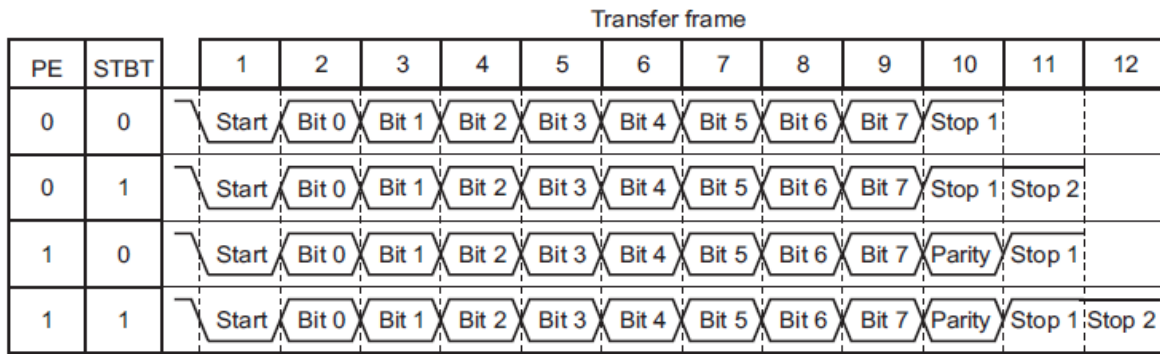 Transfer frame
PE STBT 1 2 3 4 5 6 7 8 9 10 11 12
0 0 Start Bit 0 Bit 1 Bit 2 Bit 3 Bit 4 Bit 5 Bit 6 Bit 7 Stop 1
0 1 Start Bit 0 Bit 1 Bit 2 Bit 3 Bit 4 Bit 5 Bit 6 Bit 7 Stop 1 Stop 2
1 0 Start Bit 0 Bit 1 Bit 2 Bit 3 Bit 4 Bit 5 Bit 6 Bit 7 Parity Stop 1
1 1 Start Bit 0 Bit 1 Bit 2 Bit 3 Bit 4 Bit 5 Bit 6 Bit 7 Parity Stop 1 Stop 2